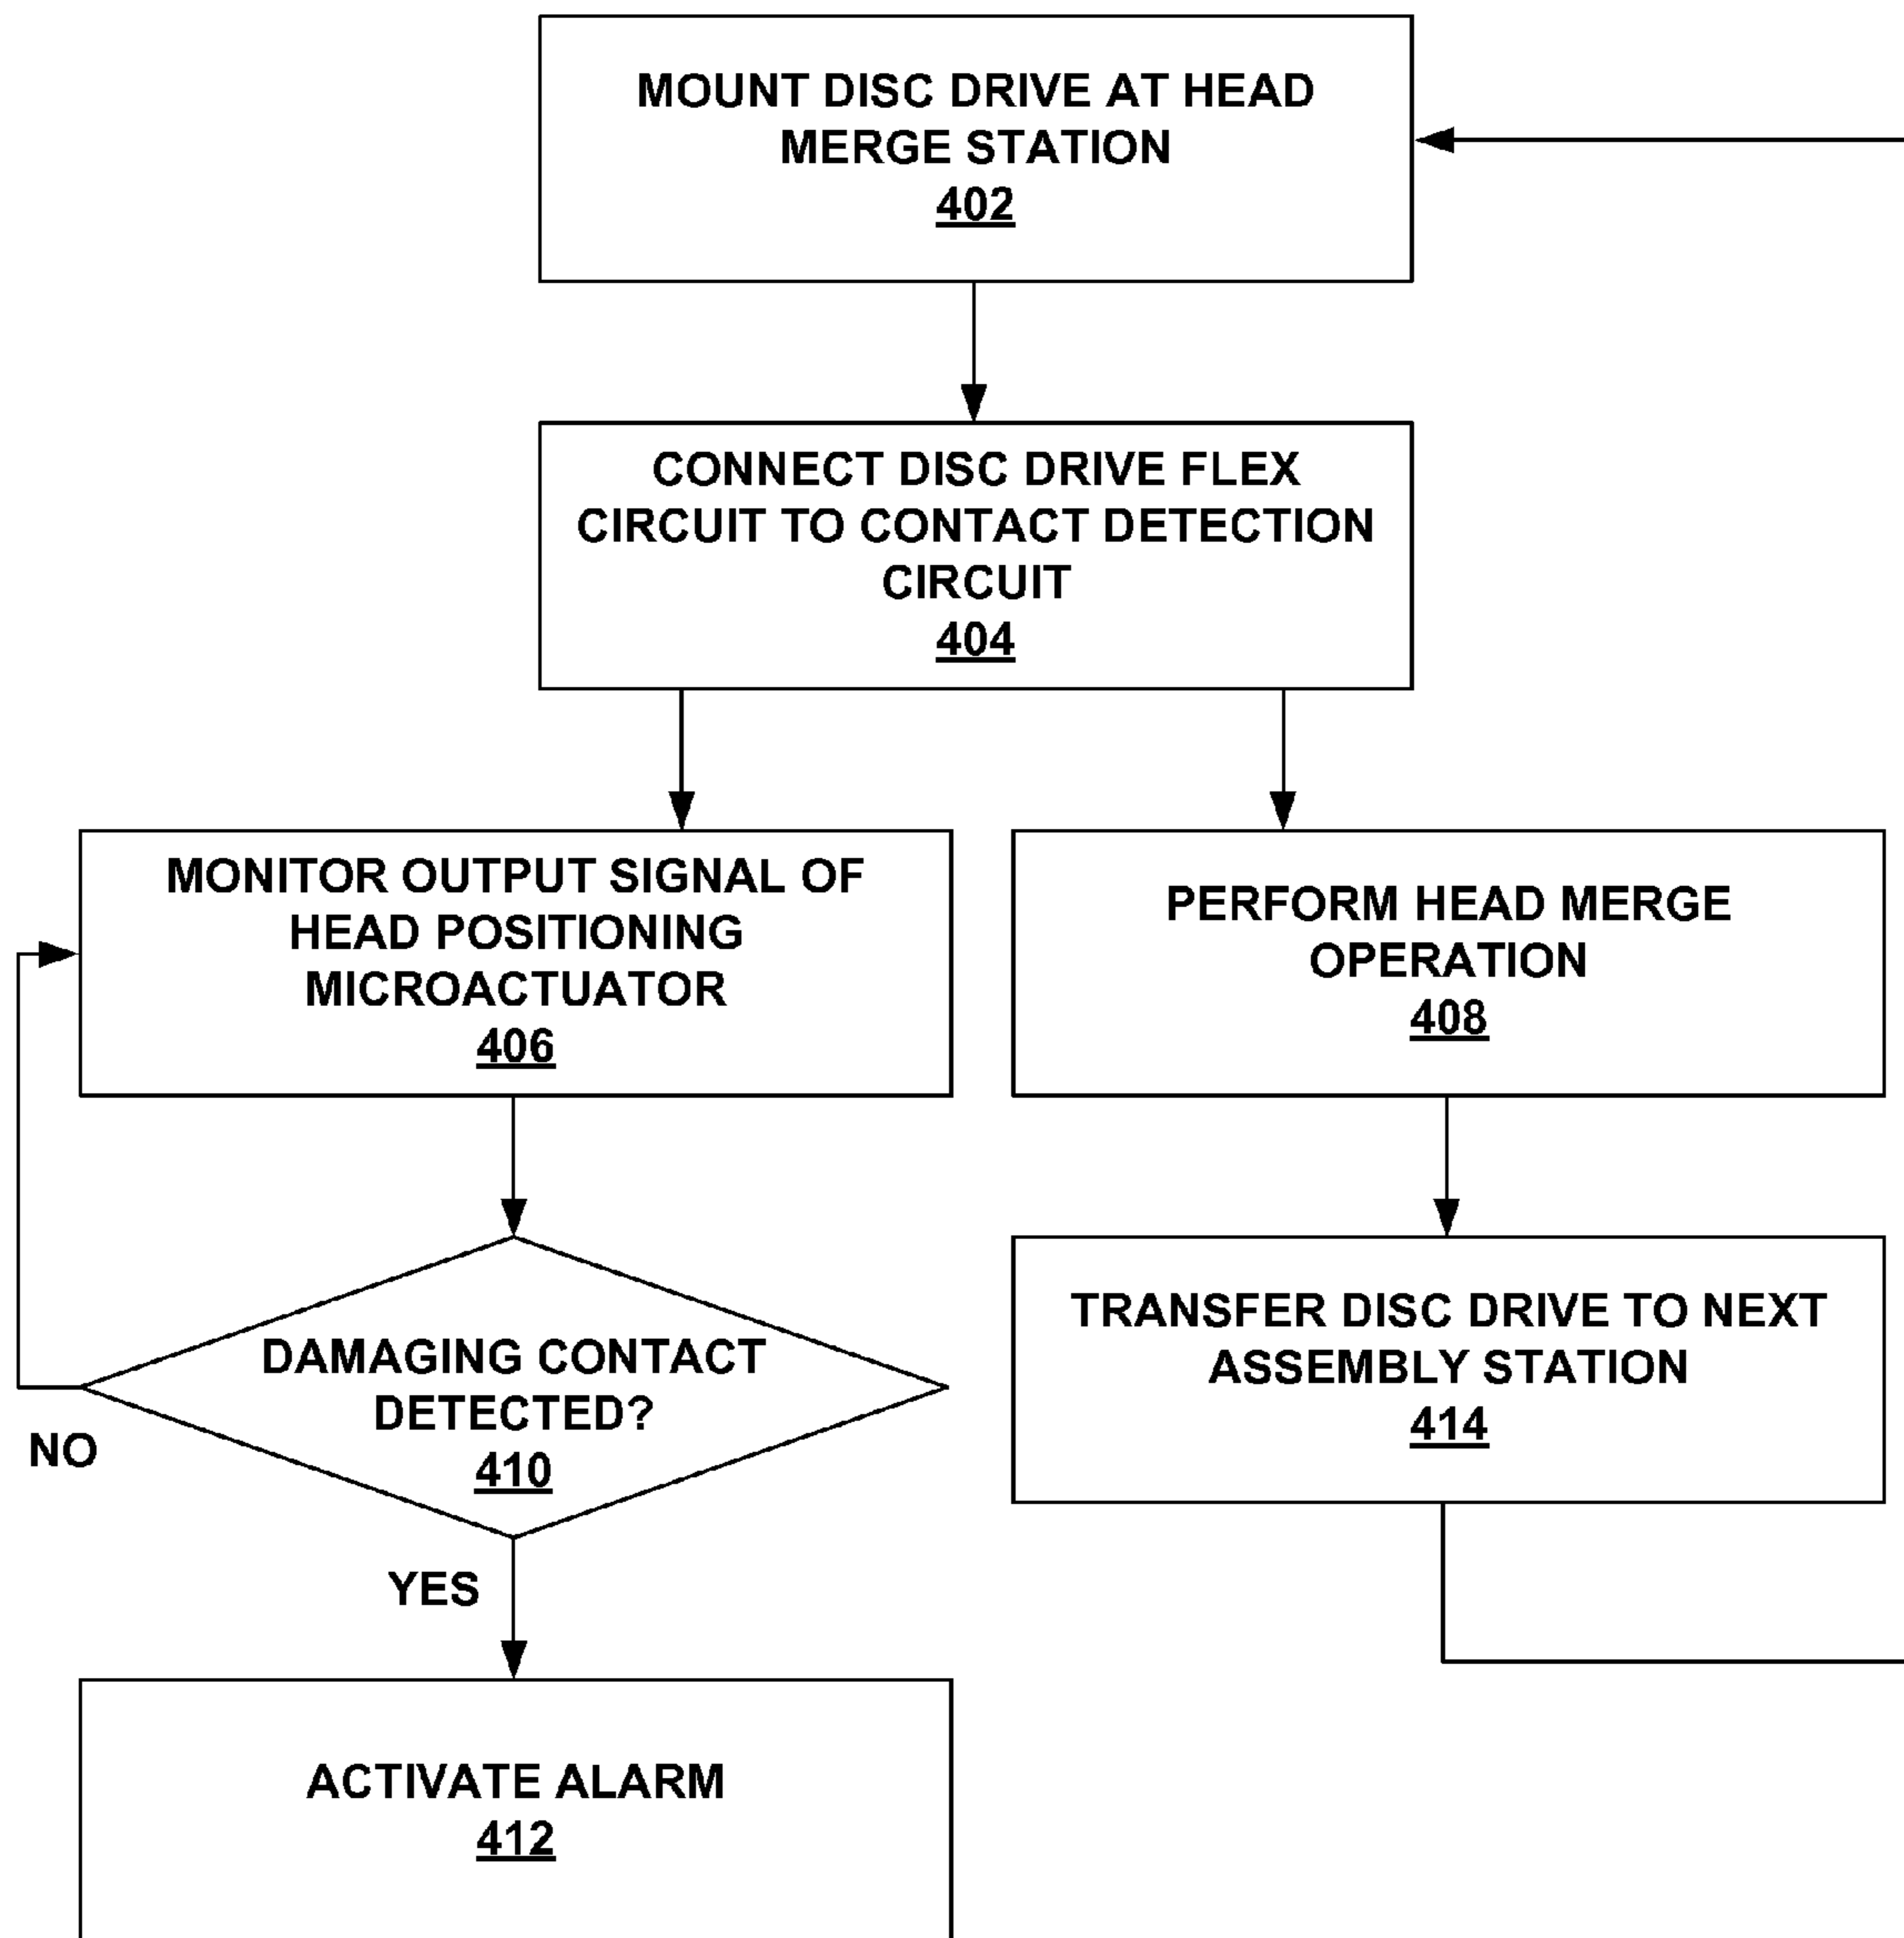 MOUNT DISC DRIVE AT HEAD
MERGE STATION
402
CONNECT DISC DRIVE FLEX
CIRCUIT TO CONTACT DETECTION
CIRCUIT
404
MONITOR OUTPUT SIGNAL OF
HEAD POSITIONING
MICROACTUATOR
406
PERFORM HEAD MERGE
OPERATION
408
DAMAGING CONTACT
DETECTED?
410
NO
YES
TRANSFER DISC DRIVE TO NEXT
ASSEMBLY STATION
414
ACTIVATE ALARM
412